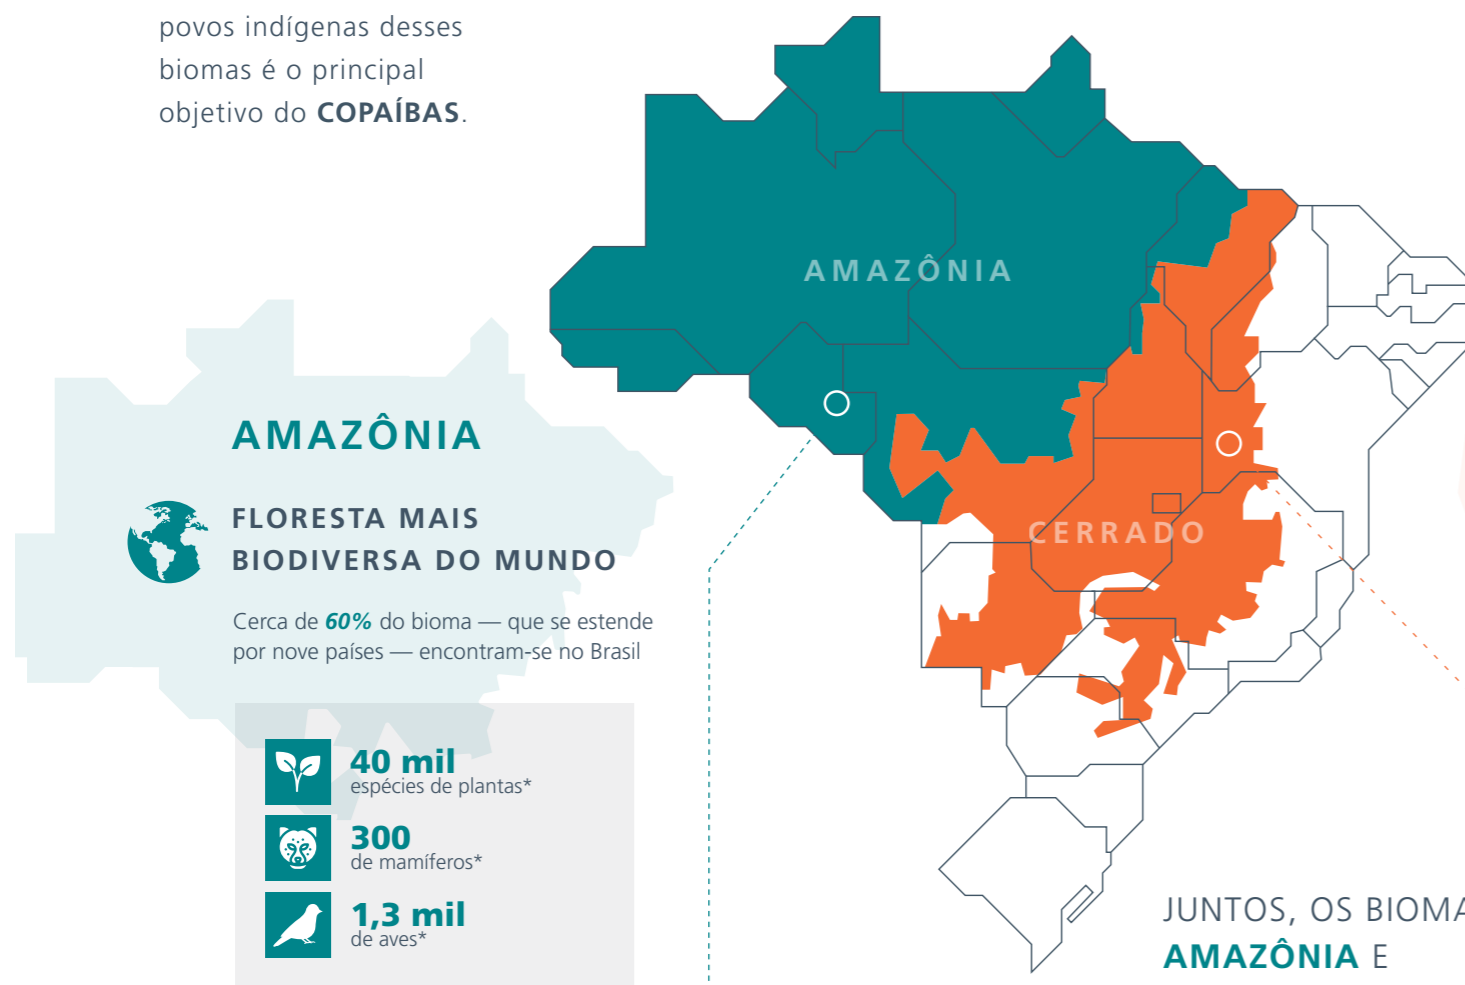 povos indígenas desses
biomas é o principal
objetivo do COPAÍBAS.
AMAZÔNIA
CERRADO
AMAZÔNIA
FLORESTA MAIS
BIODIVERSA DO MUNDO
Cerca de 60% do bioma — que se estende
por nove países — encontram-se no Brasil
40 mil
espécies de plantas*
300
de mamíferos*
1,3 mil
de aves*
JUNTOS, OS BIOMA
AMAZÔNIA E